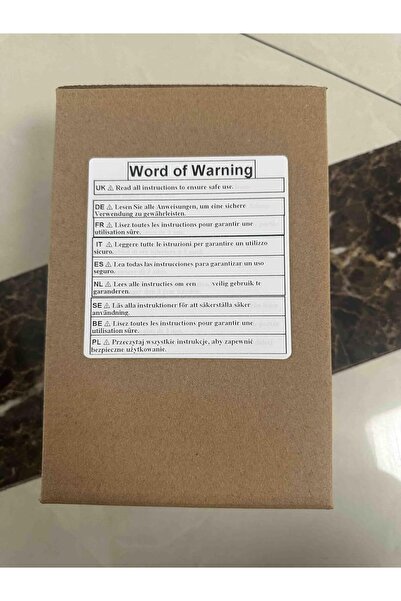 Word of Warning
UK ⚠ Read all instructions to ensure safe use.
DE ⚠ Lesen Sie alle Anweisungen, um eine sichere
Verwendung zu gewährleisten.
FR ⚠ Lisez toutes les instructions pour garantir une
utilisation sûre.
IT ⚠ Leggere tutte le istruzioni per garantire un utilizzo
sicuro.
ES ⚠ Lea todas las instrucciones para garantizar un uso
seguro.
NL ⚠ Lees alle instructies om een veilig gebruik te
garanderen.
SE ⚠ Läs alla instruktioner för att säkerställa säker
användning.
BE ⚠ Lisez toutes les instructions pour garantir une
utilisation sûre.
PL ⚠ Przeczytaj wszystkie instrukcje, aby zapewnić
bezpieczne użytkowanie.